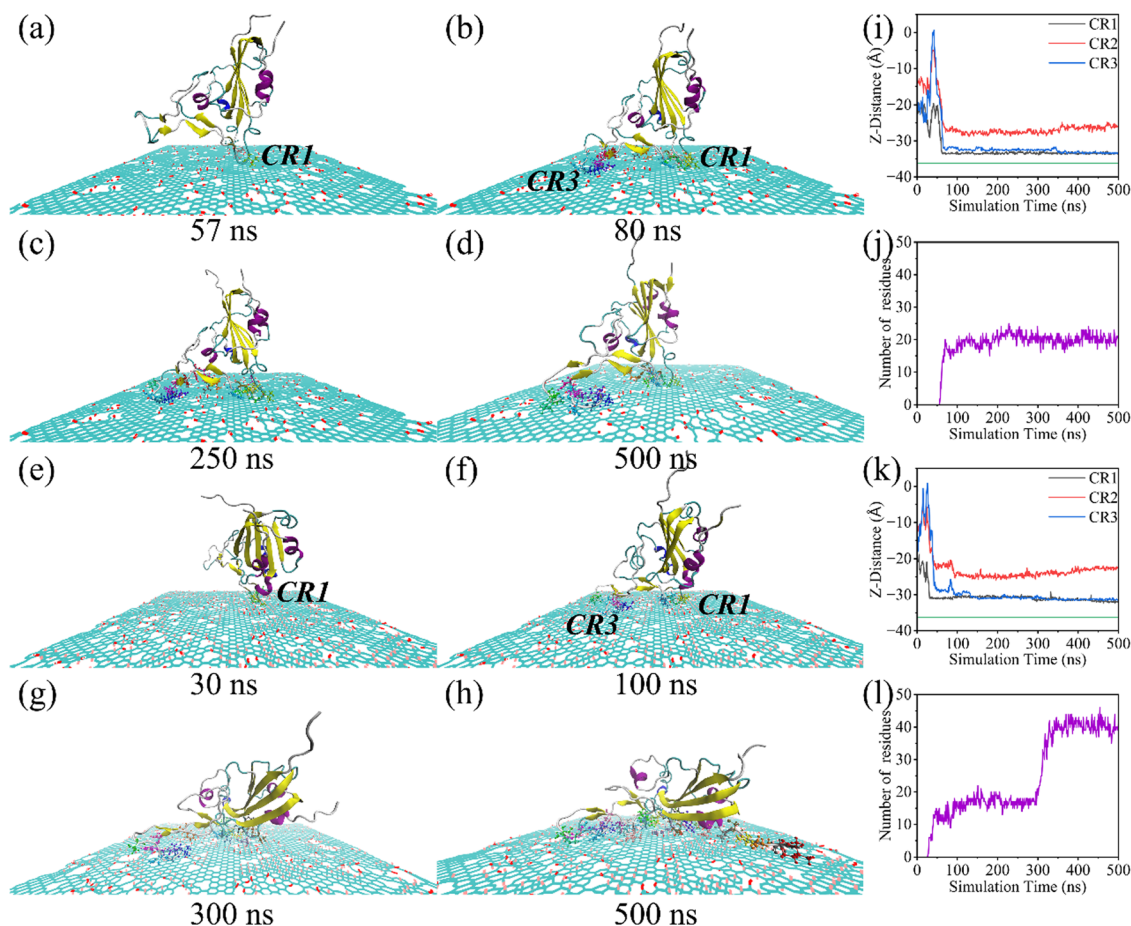 (a)
CR1
57 ns
(b)
CR3
CR1
80 ns
(i)
CR1
CR2
CR3
Z-Distance (Å)
0
−10
−20
−30
−40
0 100 200 300 400 500
Simulation Time (ns)
(c)
250 ns
(d)
500 ns
(j)
Number of residues
50
40
30
20
10
0
0 100 200 300 400 500
Simulation Time (ns)
(e)
CR1
30 ns
(f)
CR3
CR1
100 ns
(k)
CR1
CR2
CR3
Z-Distance (Å)
0
−10
−20
−30
−40
0 100 200 300 400 500
Simulation Time (ns)
(g)
300 ns
(h)
500 ns
(l)
Number of residues
50
40
30
20
10
0
0 100 200 300 400 500
Simulation Time (ns)